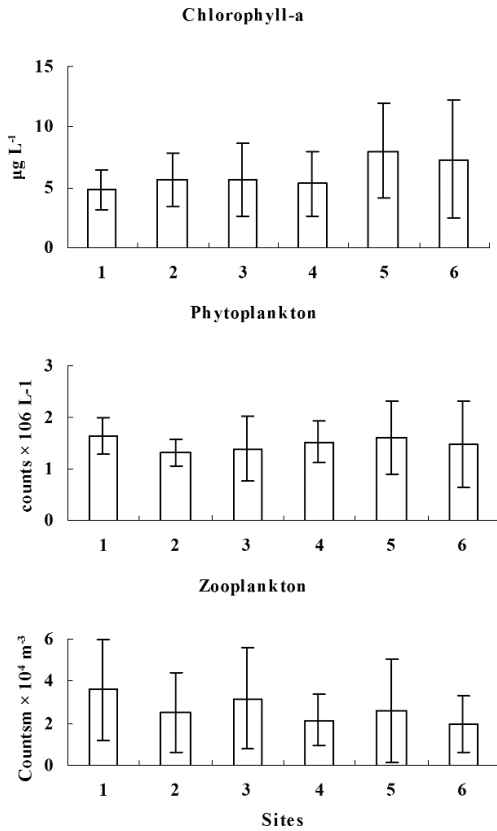 Chlorophyll-a
15
10
5
0
µg L⁻¹
1 2 3 4 5 6
Phytoplankton
3
2
1
0
counts × 106 L-1
1 2 3 4 5 6
Zooplankton
6
4
2
0
Countsm × 10⁴ m⁻³
1 2 3 4 5 6
Sites